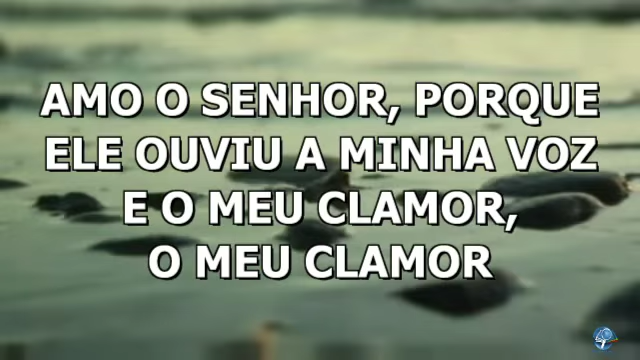 AMO O SENHOR, PORQUE
ELE OUVIU A MINHA VOZ
E O MEU CLAMOR,
O MEU CLAMOR